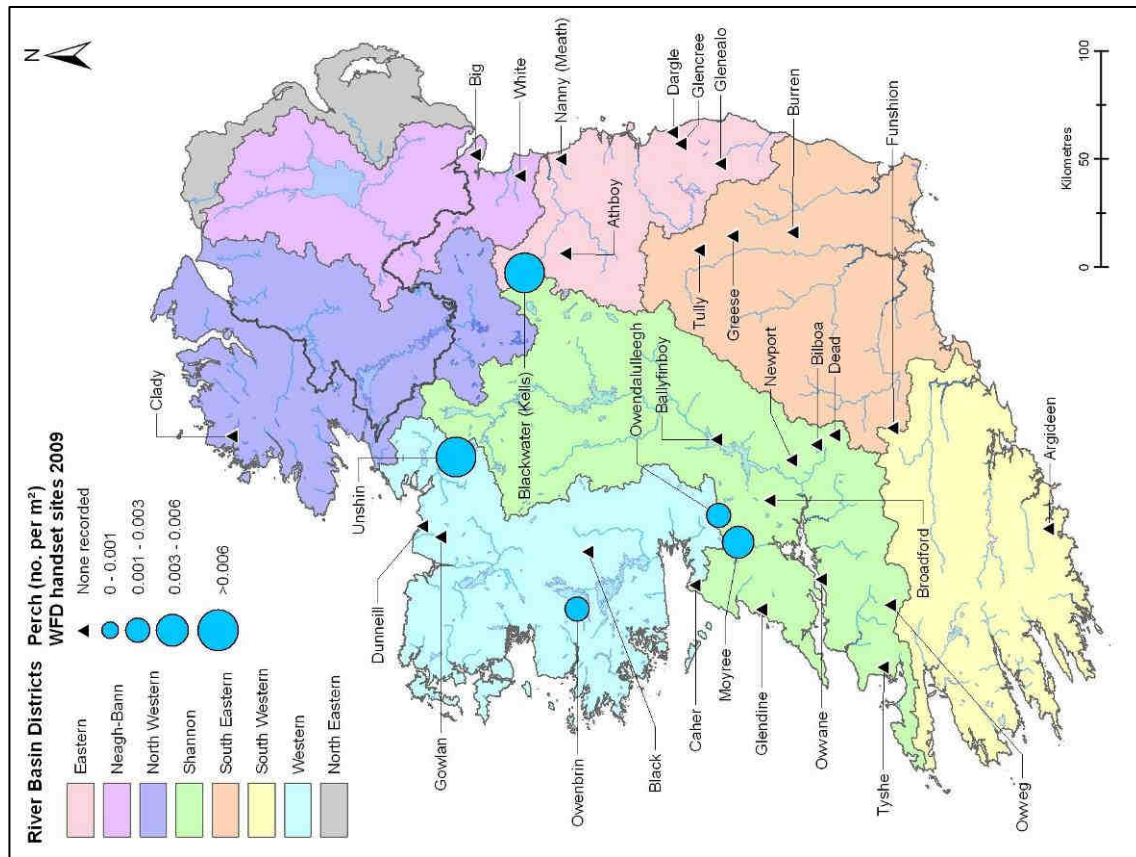 River Basin Districts
Eastern
Neagh-Bann
North Western
Shannon
South Eastern
South Western
Western
North Eastern
Perch (no. per m²)
WFD handset sites 2009
None recorded
0 - 0.001
0.001 - 0.003
0.003 - 0.006
>0.006
N
Clady
Big
White
Nanny (Meath)
Athboy
Dargle
Glencree
Glenealo
Burren
Funshion
Tully
Greese
Unshin
Blackwater (Kells)
Owendalulleegh
Ballyfinboy
Newport
Bilboa
Dead
Dunneill
Gowlan
Owenbrin
Black
Caher
Moyree
Glendine
Owvane
Broadford
Tyshe
Owveg
Argideen
0
50
100
Kilometres